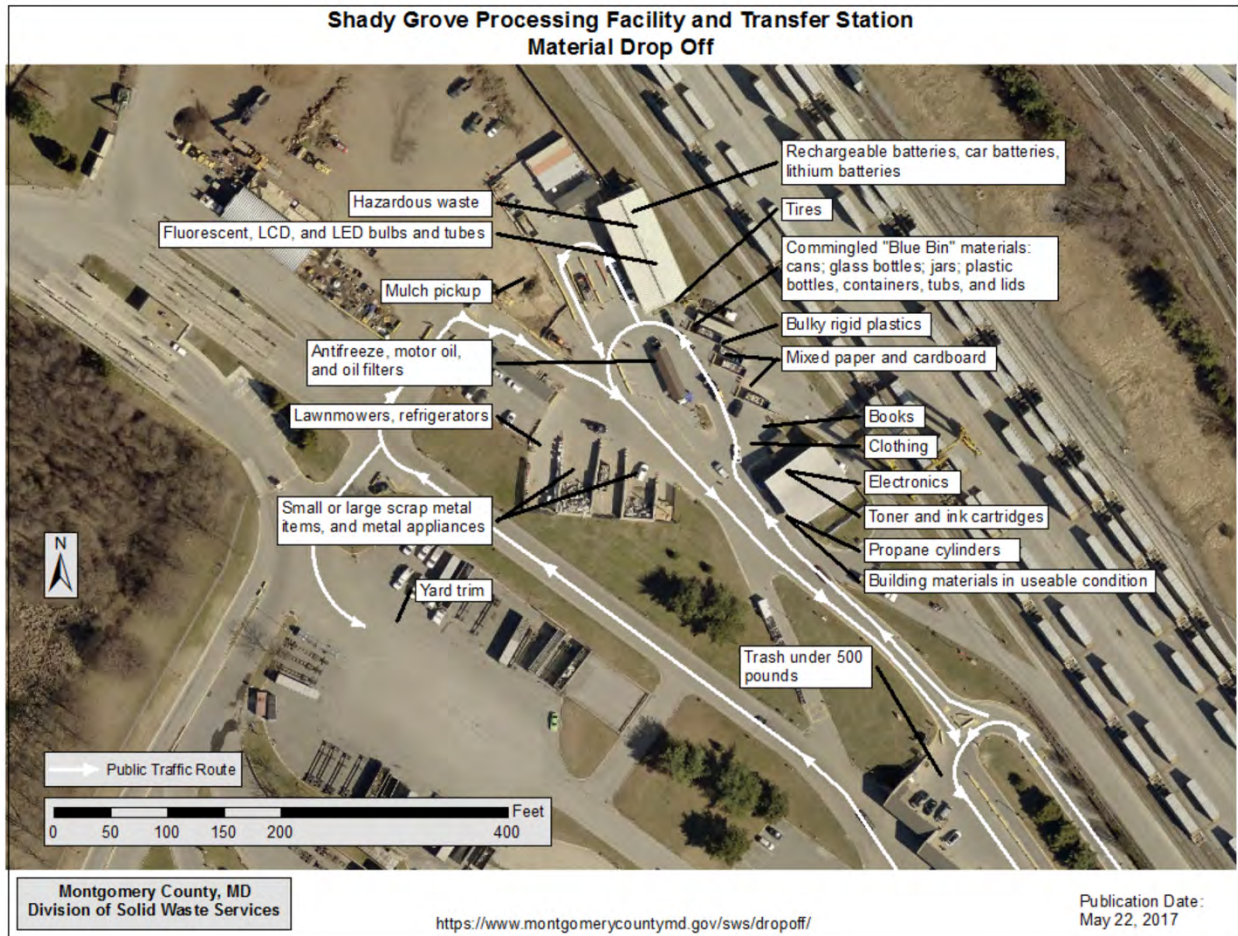 Shady Grove Processing Facility and Transfer Station
Material Drop Off
Rechargeable batteries, car batteries,
lithium batteries
Hazardous waste
Tires
Fluorescent, LCD, and LED bulbs and tubes
Commingled "Blue Bin" materials:
cans; glass bottles; jars; plastic
bottles, containers, tubs, and lids
Mulch pickup
Bulky rigid plastics
Antifreeze, motor oil,
and oil filters
Mixed paper and cardboard
Lawnmowers, refrigerators
Books
Clothing
Electronics
Small or large scrap metal
items, and metal appliances
Toner and ink cartridges
Propane cylinders
Building materials in useable condition
N
Yard trim
Trash under 500
pounds
Public Traffic Route
Feet
0 50 100 150 200 400
Montgomery County, MD
Division of Solid Waste Services
https://www.montgomerycountymd.gov/sws/dropoff/
Publication Date:
May 22, 2017